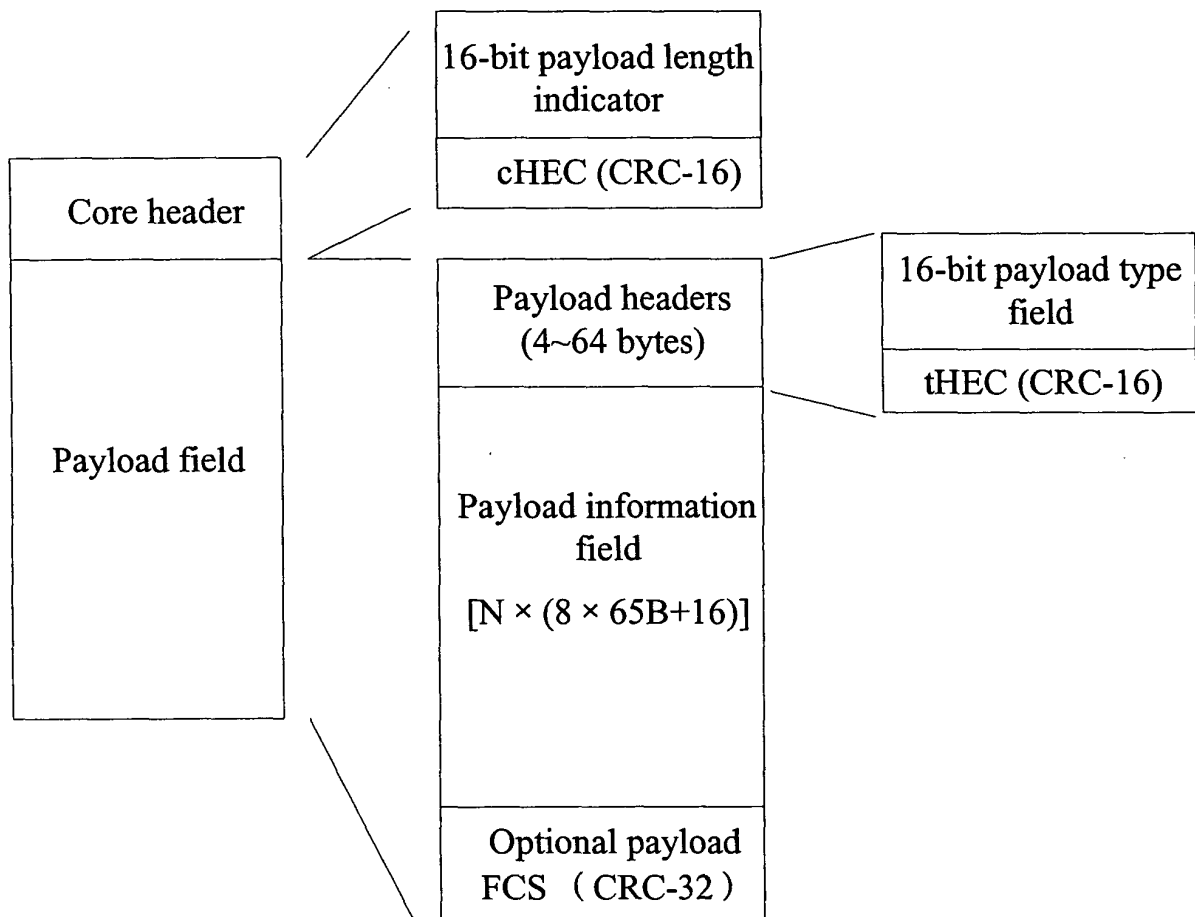 16-bit payload length
indicator
cHEC (CRC-16)
Core header
Payload field
Payload headers
(4~64 bytes)
16-bit payload type
field
tHEC (CRC-16)
Payload information
field
[N × (8 × 65B+16)]
Optional payload
FCS （ CRC-32 ）